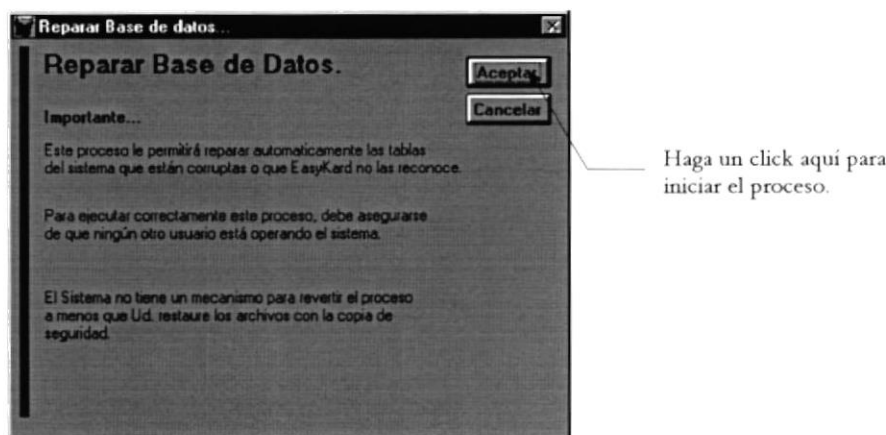 Reparar Base de datos...
Reparar Base de Datos.
Aceptar
Cancelar
Importante...
Este proceso le permitirá reparar automaticamente las tablas
del sistema que están corruptas o que EasyKard no las reconoce.
Para ejecutar correctamente este proceso, debe asegurarse
de que ningún otro usuario está operando el sistema.
El Sistema no tiene un mecanismo para revertir el proceso
a menos que Ud. restaure los archivos con la copia de
seguridad.
Haga un click aquí para
iniciar el proceso.